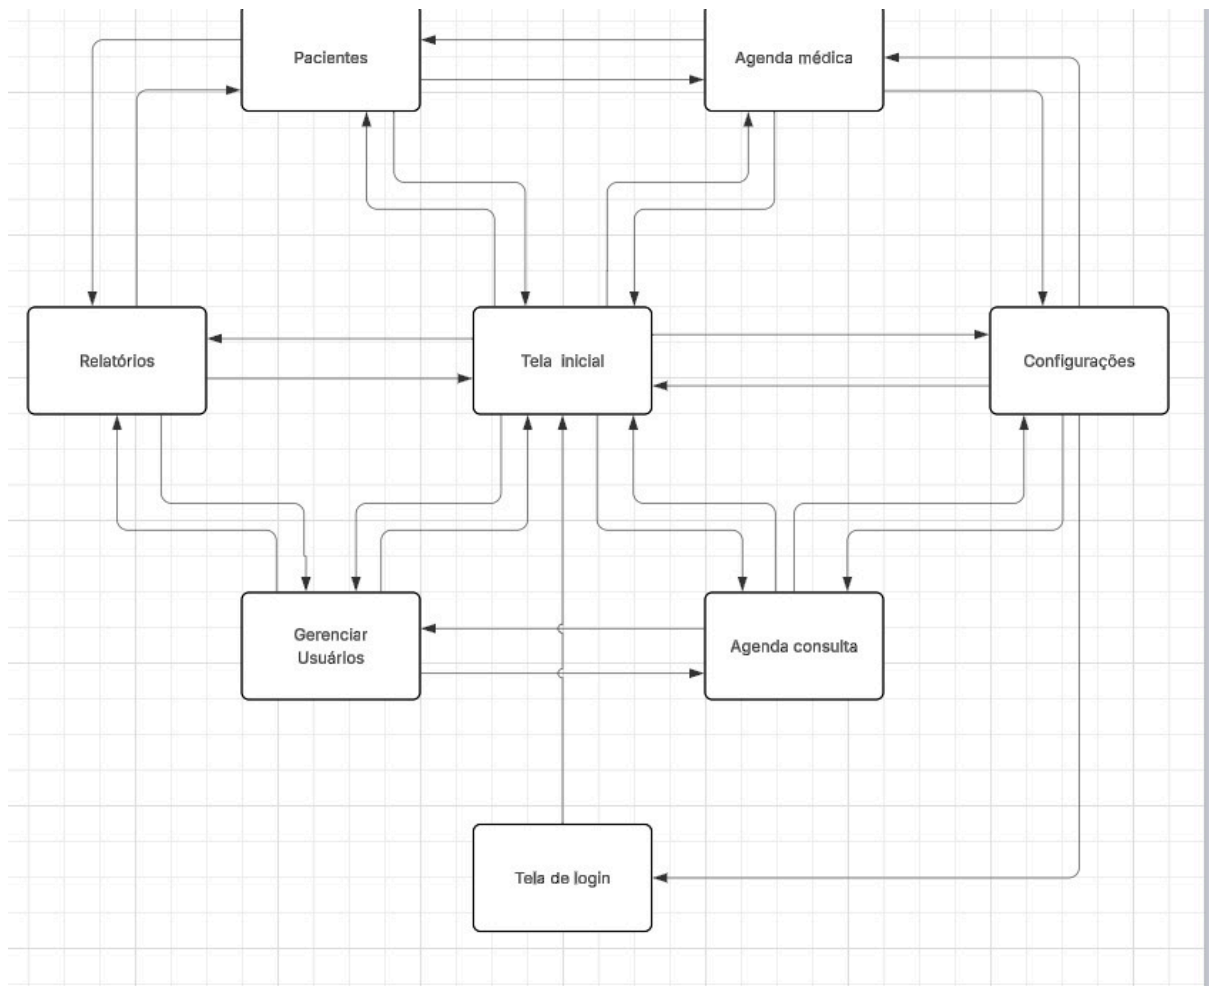 Pacientes
Agenda médica
Relatórios
Tela inicial
Configurações
Gerenciar
Usuários
Agenda consulta
Tela de login